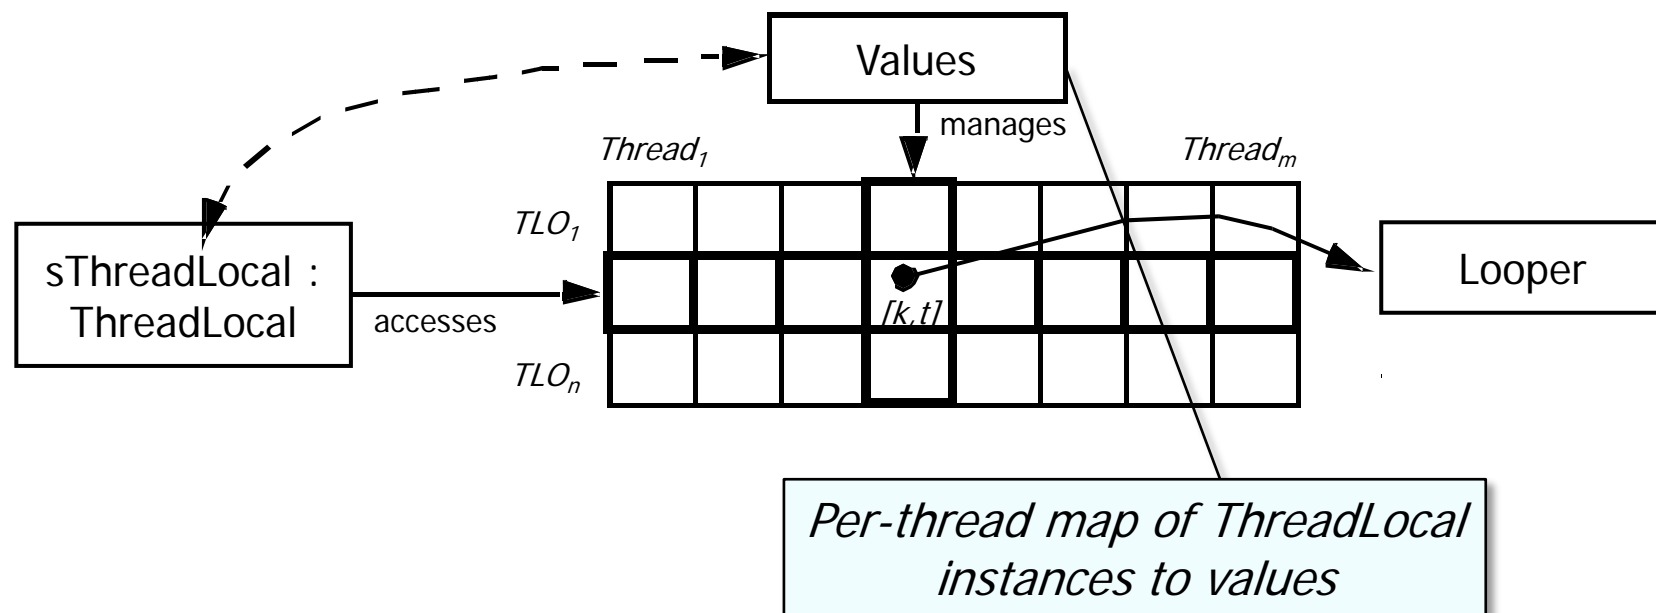 Values
manages
Thread₁
Threadₘ
TLO₁
sThreadLocal :
ThreadLocal
accesses
[k,t]
Looper
TLOₙ
Per-thread map of ThreadLocal
instances to values